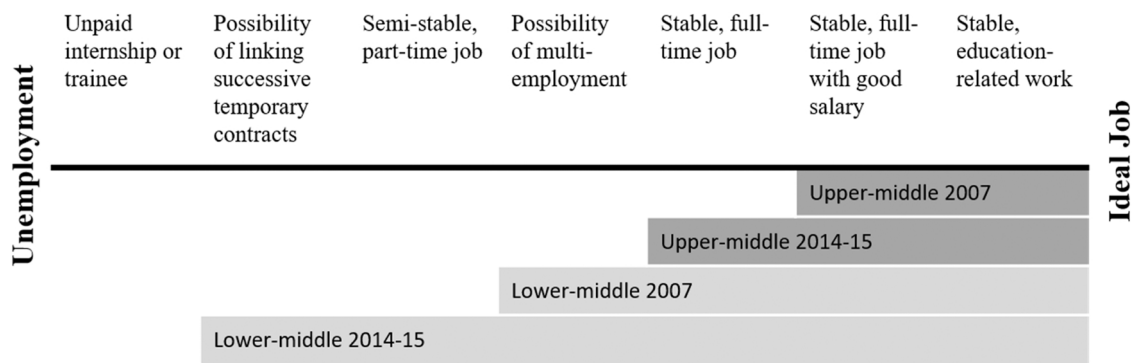 Unemployment
Unpaid
internship or
trainee
Possibility
of linking
successive
temporary
contracts
Semi-stable,
part-time job
Possibility
of multi-
employment
Stable, full-
time job
Stable, full-
time job
with good
salary
Stable,
education-
related work
Ideal Job
Upper-middle 2007
Upper-middle 2014-15
Lower-middle 2007
Lower-middle 2014-15